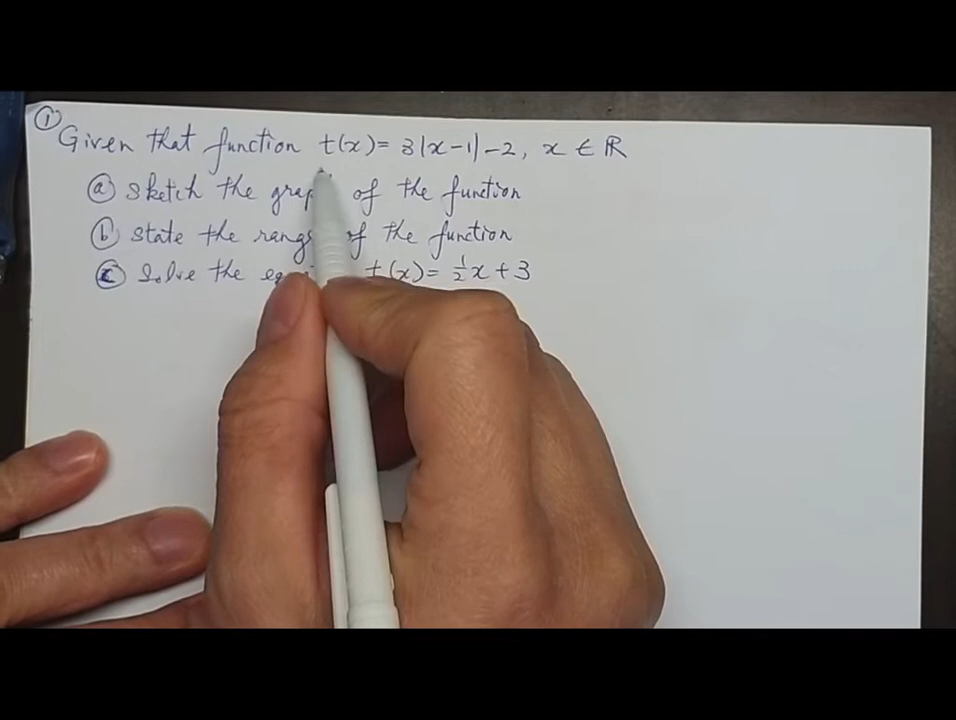 ① Given that function t(x) = 3|x-1| -2, x ∈ ℝ
ⓐ sketch the of the function
ⓑ state the of the function
ⓒ Solve the t(x) = ½x + 3